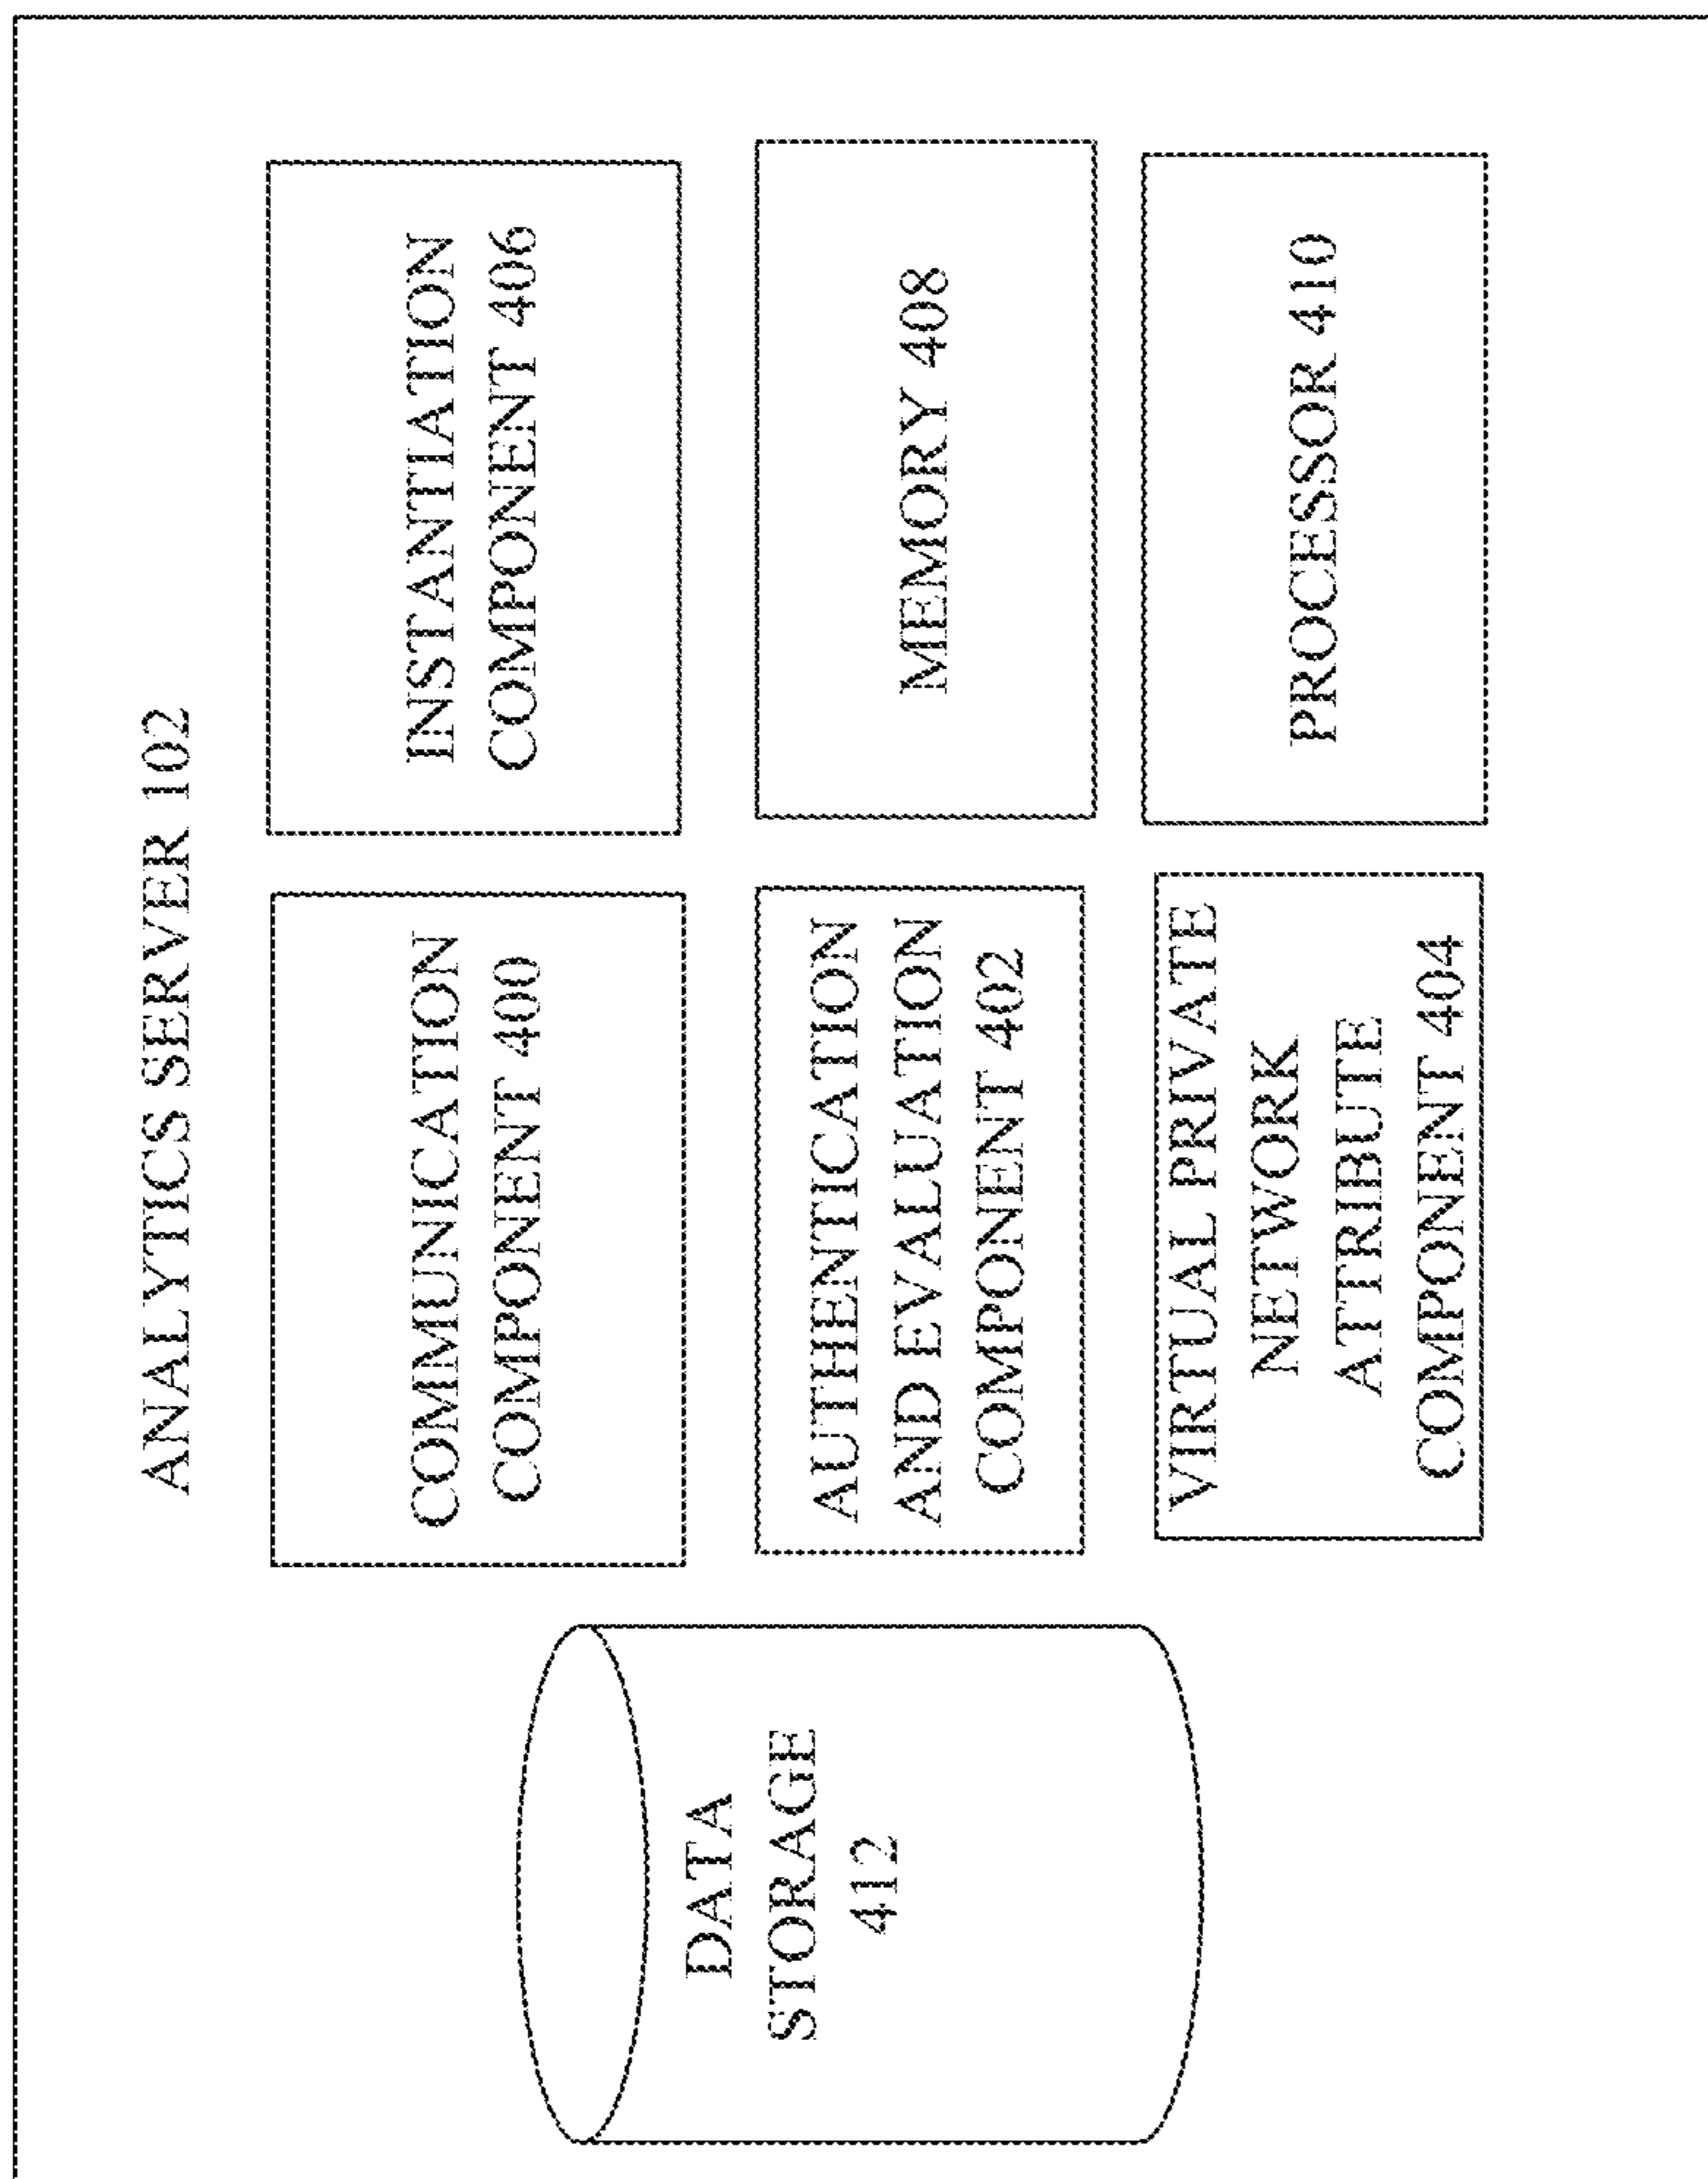 ANALYTICS SERVER 102
DATA
STORAGE
412
COMMUNICATION
COMPONENT 400
INSTANTIATION
COMPONENT 406
AUTHENTICATION
AND EVALUATION
COMPONENT 402
MEMORY 408
VIRTUAL PRIVATE
NETWORK
ATTRIBUTE
COMPONENT 404
PROCESSOR 410